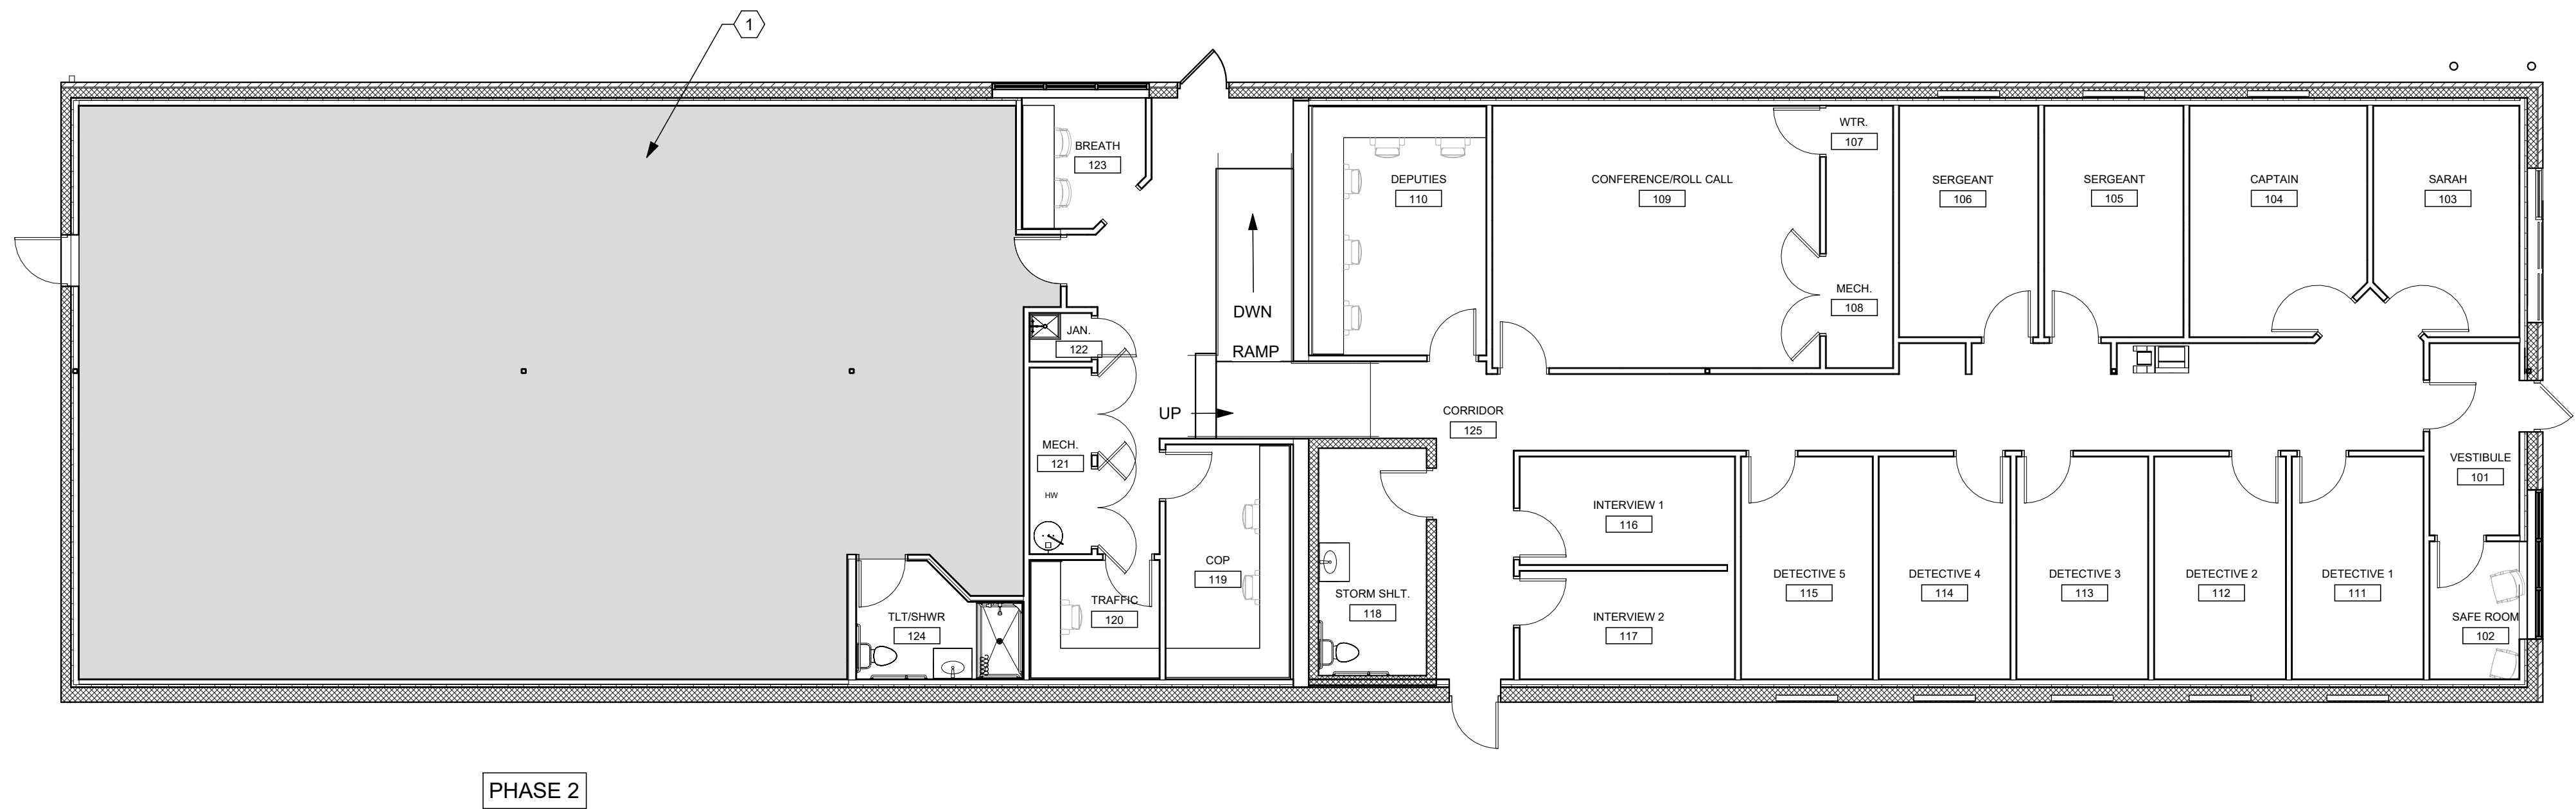 1
BREATH
123
WTR.
107
DEPUTIES
110
CONFERENCE/ROLL CALL
109
SERGEANT
106
SERGEANT
105
CAPTAIN
104
SARAH
103
MECH.
108
DWN
RAMP
JAN.
122
UP
CORRIDOR
125
MECH.
121
HW
VESTIBULE
101
INTERVIEW 1
116
COP
119
TRAFFIC
120
STORM SHLT.
118
DETECTIVE 5
115
DETECTIVE 4
114
DETECTIVE 3
113
DETECTIVE 2
112
DETECTIVE 1
111
TLT/SHWR
124
INTERVIEW 2
117
SAFE ROOM
102
PHASE 2